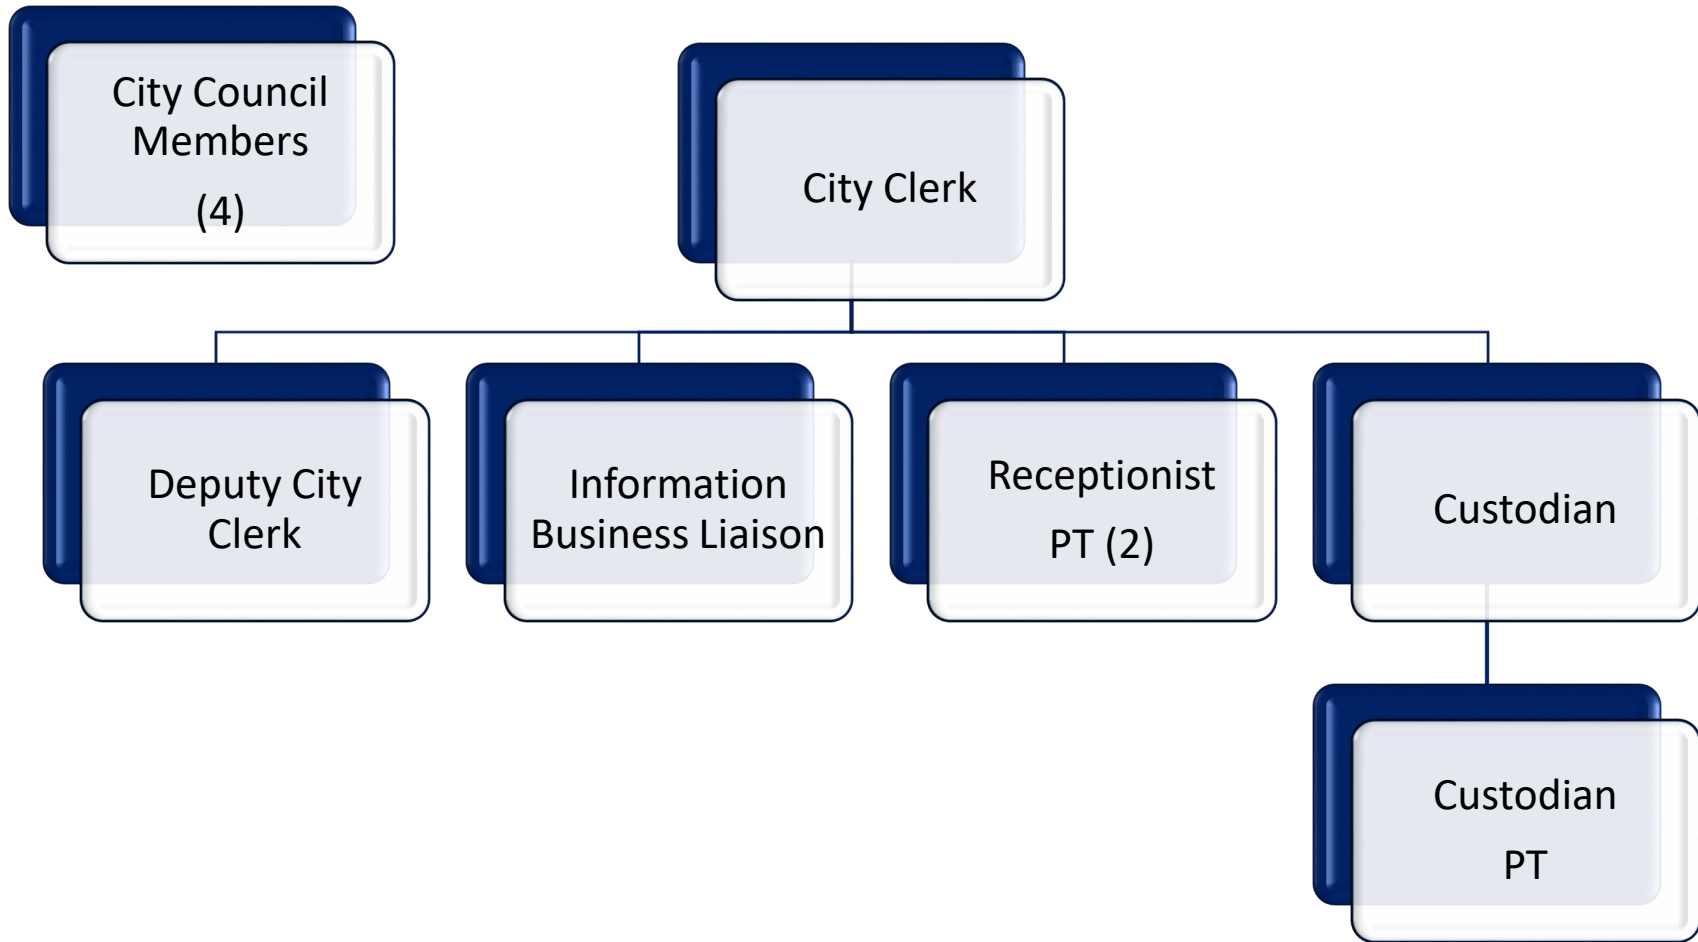 City Council
Members
(4)
City Clerk
Deputy City
Clerk
Information
Business Liaison
Receptionist
PT (2)
Custodian
Custodian
PT